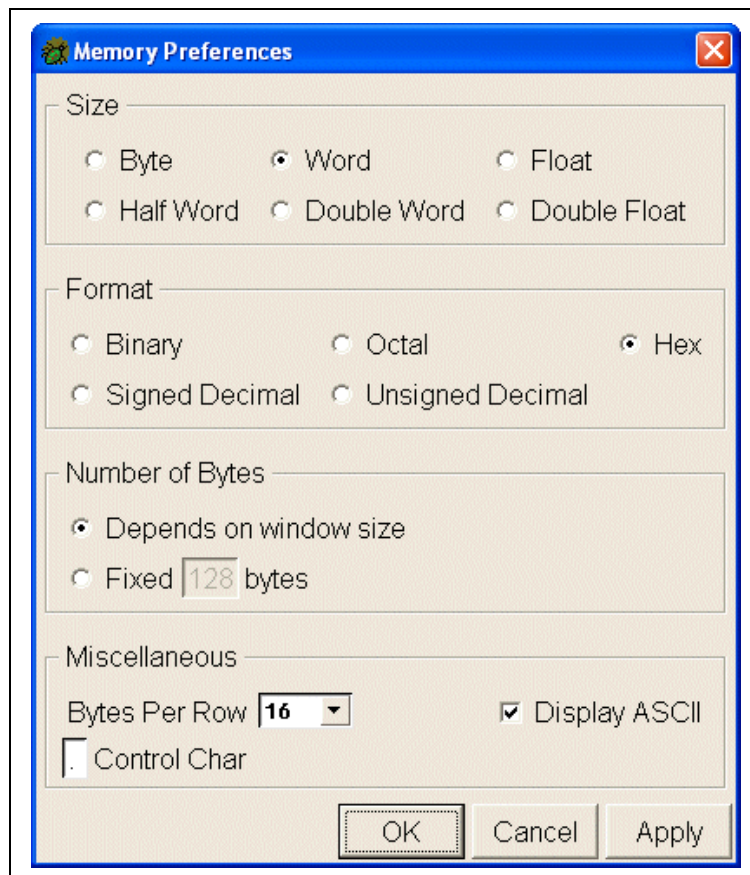 Memory Preferences
Size
Byte Word Float
Half Word Double Word Double Float
Format
Binary Octal Hex
Signed Decimal Unsigned Decimal
Number of Bytes
Depends on window size
Fixed 128 bytes
Miscellaneous
Bytes Per Row 16 Display ASCII
. Control Char
OK Cancel Apply